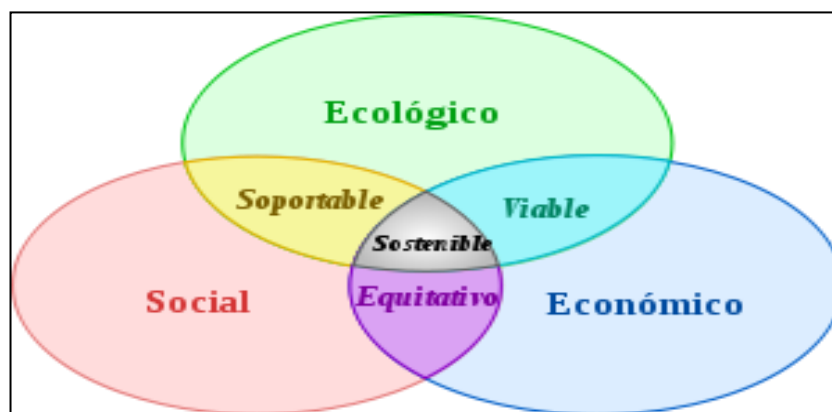 Ecológico
Soportable
Viable
Sostenible
Social
Equitativo
Económico